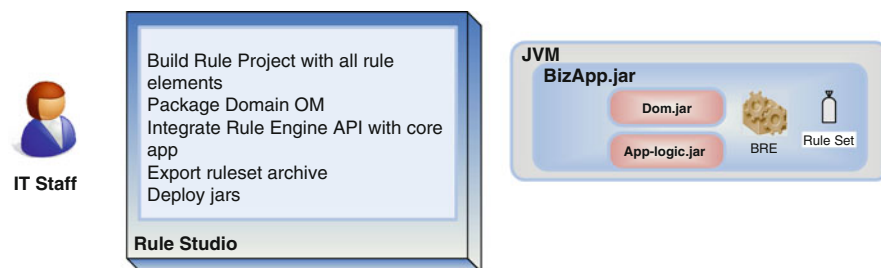 Build Rule Project with all rule
elements
Package Domain OM
Integrate Rule Engine API with core
app
Export ruleset archive
Deploy jars
Rule Studio
IT Staff
JVM
BizApp.jar
Dom.jar
App-logic.jar
BRE
Rule Set